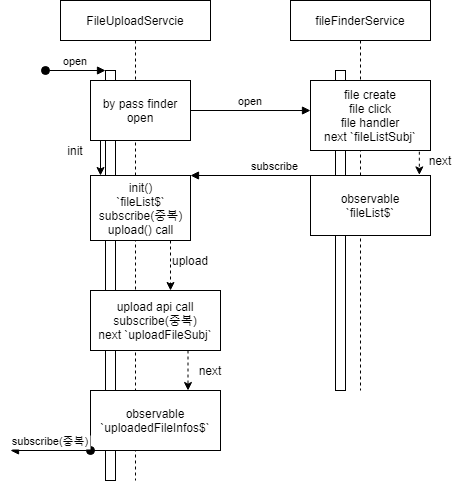 FileUploadServcie
fileFinderService
open
by pass finder
open
open
file create
file click
file handler
next `fileListSubj`
init
next
subscribe
init()
`fileList$`
subscribe(중복)
upload() call
observable
`fileList$`
upload
upload api call
subscribe(중복)
next `uploadFileSubj`
next
observable
`uploadedFileInfos$`
subscribe(중복)